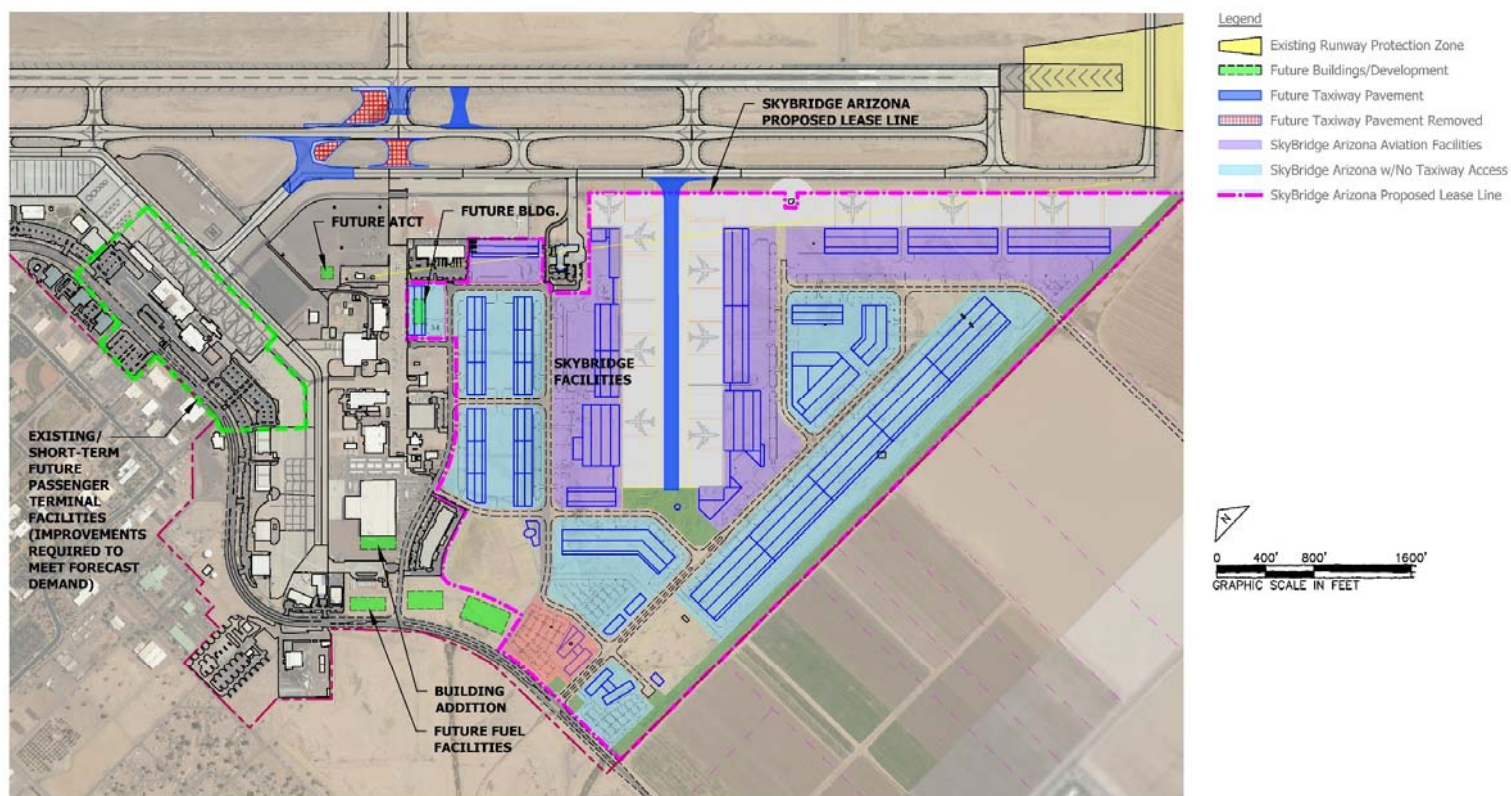 SKYBRIDGE ARIZONA
PROPOSED LEASE LINE
FUTURE ATCT
FUTURE BLDG.
SKYBRIDGE
FACILITIES
EXISTING/
SHORT-TERM
FUTURE
PASSENGER
TERMINAL
FACILITIES
(IMPROVEMENTS
REQUIRED TO
MEET FORECAST
DEMAND)
BUILDING
ADDITION
FUTURE FUEL
FACILITIES
Legend
Existing Runway Protection Zone
Future Buildings/Development
Future Taxiway Pavement
Future Taxiway Pavement Removed
SkyBridge Arizona Aviation Facilities
SkyBridge Arizona w/No Taxiway Access
SkyBridge Arizona Proposed Lease Line
N
0 400' 800' 1600'
GRAPHIC SCALE IN FEET